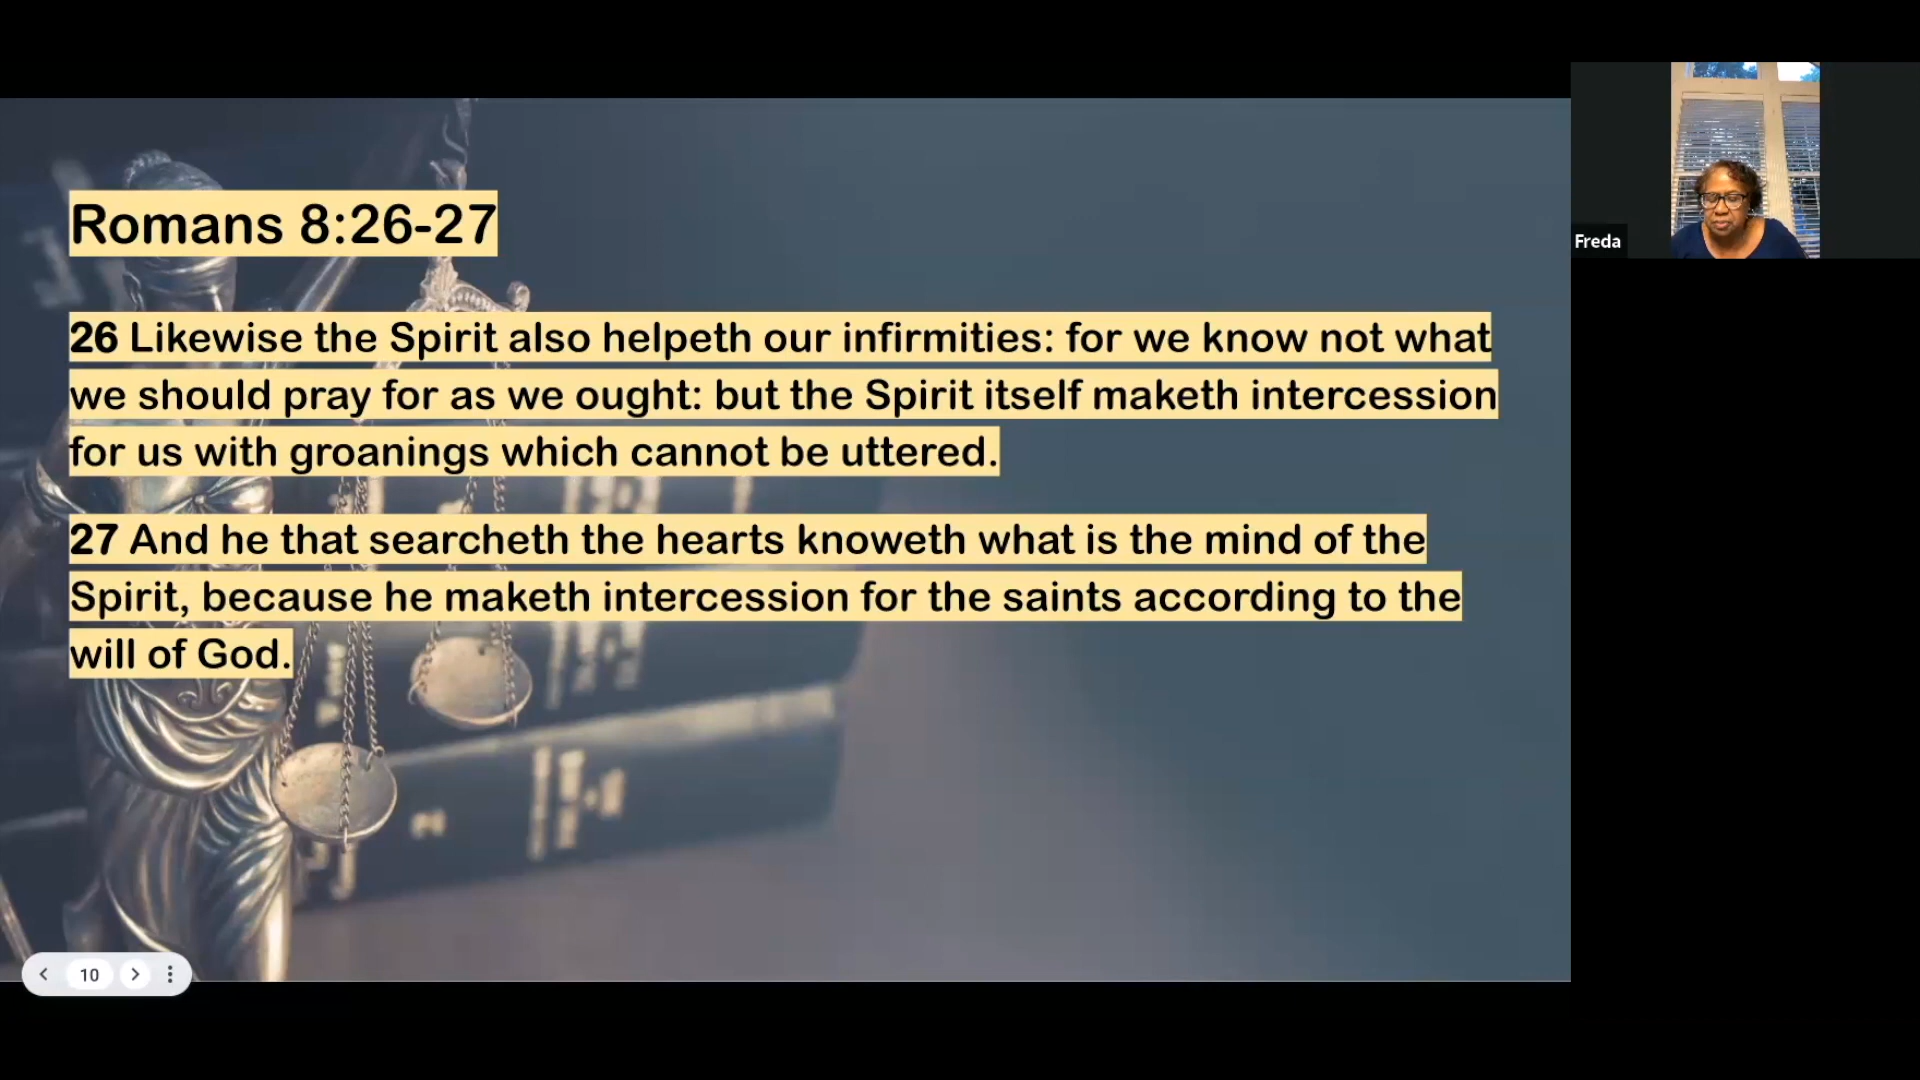 Romans 8:26-27
26 Likewise the Spirit also helpeth our infirmities: for we know not what
we should pray for as we ought: but the Spirit itself maketh intercession
for us with groanings which cannot be uttered.
27 And he that searcheth the hearts knoweth what is the mind of the
Spirit, because he maketh intercession for the saints according to the
will of God.
10
Freda